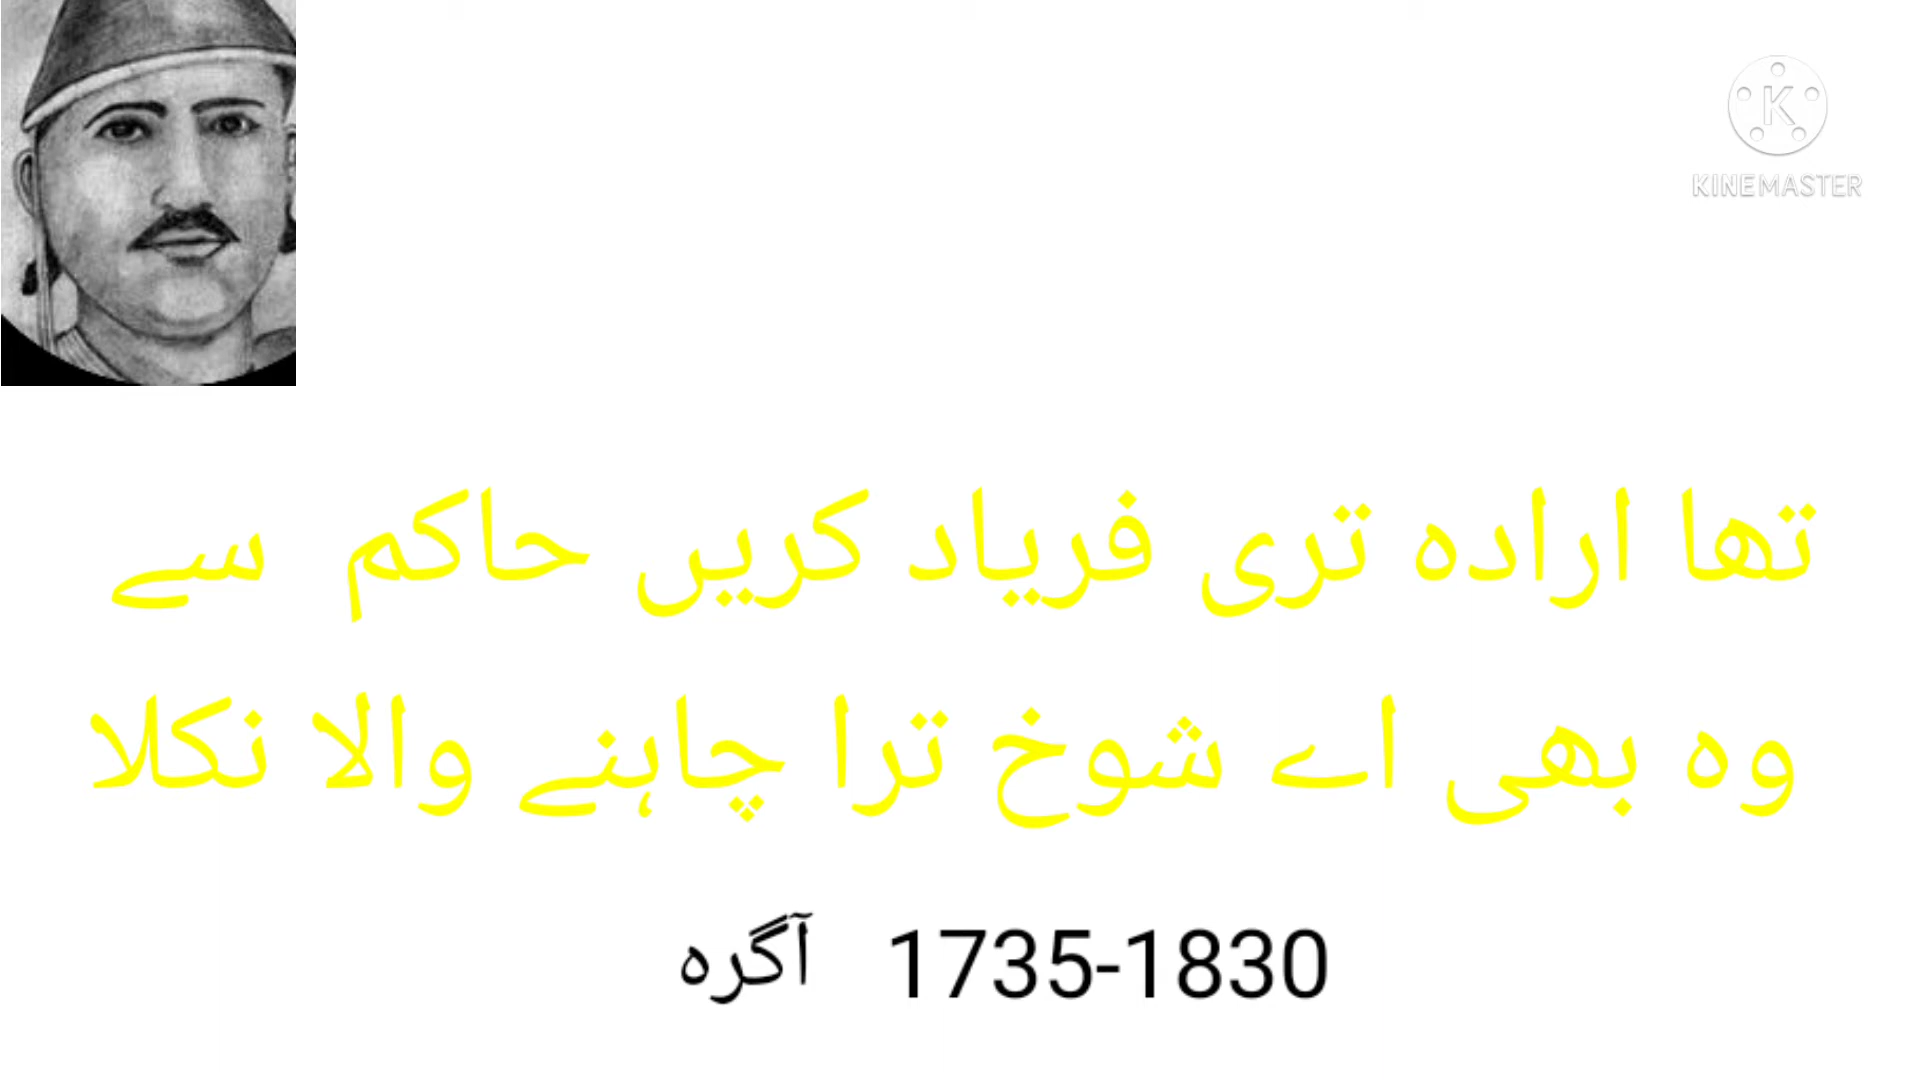 KINEMASTER
تھا ارادہ تری فریاد کریں حاکم سے
وہ بھی اے شوخ ترا چاہنے والا نکلا
1735-1830 آگرہ